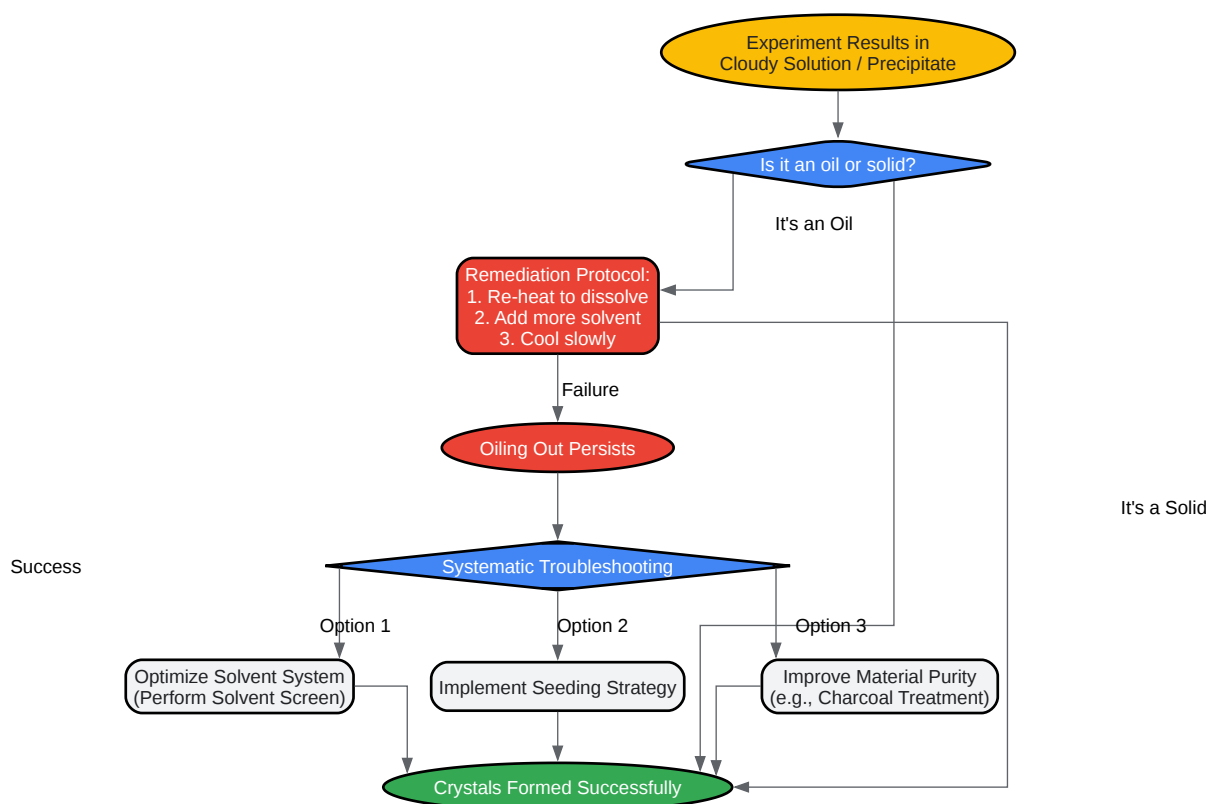 Experiment Results in
Cloudy Solution / Precipitate
Is it an oil or solid?
It's an Oil
Remediation Protocol:
1. Re-heat to dissolve
2. Add more solvent
3. Cool slowly
Failure
Oiling Out Persists
It's a Solid
Success
Systematic Troubleshooting
Option 1
Option 2
Option 3
Optimize Solvent System
(Perform Solvent Screen)
Implement Seeding Strategy
Improve Material Purity
(e.g., Charcoal Treatment)
Crystals Formed Successfully